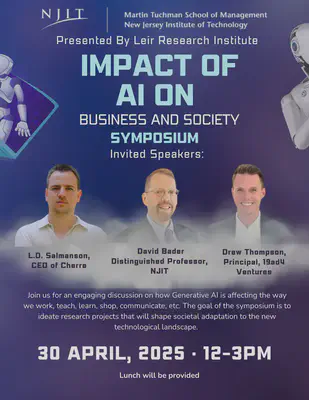 NJIT
Martin Tuchman School of Management
New Jersey Institute of Technology
Presented By Leir Research Institute
IMPACT OF
AI ON
BUSINESS AND SOCIETY
SYMPOSIUM
Invited Speakers:
L.D. Salmanson,
CEO of Cherre
David Bader
Distinguished Professor,
NJIT
Drew Thompson,
Principal, 19ad4
Ventures
Join us for an engaging discussion on how Generative AI is affecting the way
we work, teach, learn, shop, communicate, etc. The goal of the symposium is to
ideate research projects that will shape societal adaptation to the new
technological landscape.
30 APRIL, 2025 · 12-3PM
Lunch will be provided